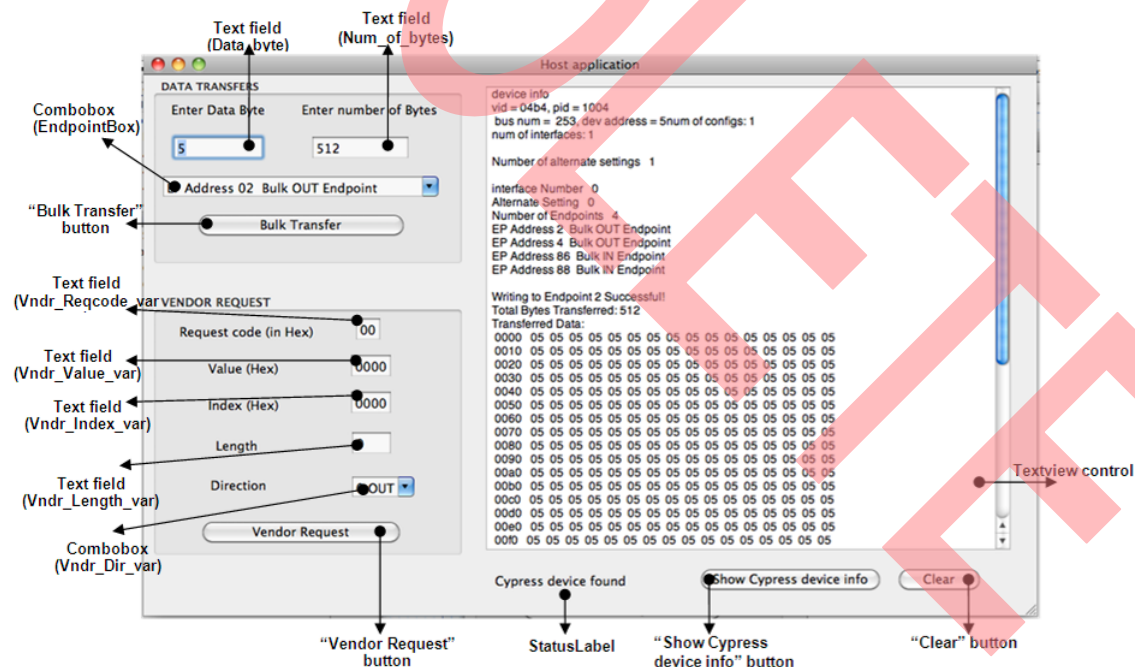 Text field
(Data_byte)
Text field
(Num_of_bytes)
Host application
DATA TRANSFERS
Enter Data Byte
Enter number of Bytes
5
512
Combobox
(EndpointBox)
Address 02 Bulk OUT Endpoint
"Bulk Transfer"
button
Bulk Transfer
Text field
(Vndr_Reqcode_var
VENDOR REQUEST
Request code (in Hex)
00
Text field
(Vndr_Value_var)
Value (Hex)
0000
Text field
(Vndr_Index_var)
Index (Hex)
0000
Length
Text field
(Vndr_Length_var)
Direction
OUT
Combobox
(Vndr_Dir_var)
Vendor Request
device info
vid = 04b4, pid = 1004
bus num = 253, dev address = 5num of configs: 1
num of interfaces: 1
Number of alternate settings 1
interface Number 0
Alternate Setting 0
Number of Endpoints 4
EP Address 2 Bulk OUT Endpoint
EP Address 4 Bulk OUT Endpoint
EP Address 86 Bulk IN Endpoint
EP Address 88 Bulk IN Endpoint
Writing to Endpoint 2 Successful!
Total Bytes Transferred: 512
Transferred Data:
0000 05 05 05 05 05 05 05 05 05 05 05 05 05 05 05 05
0010 05 05 05 05 05 05 05 05 05 05 05 05 05 05 05 05
0020 05 05 05 05 05 05 05 05 05 05 05 05 05 05 05 05
0030 05 05 05 05 05 05 05 05 05 05 05 05 05 05 05 05
0040 05 05 05 05 05 05 05 05 05 05 05 05 05 05 05 05
0050 05 05 05 05 05 05 05 05 05 05 05 05 05 05 05 05
0060 05 05 05 05 05 05 05 05 05 05 05 05 05 05 05 05
0070 05 05 05 05 05 05 05 05 05 05 05 05 05 05 05 05
0080 05 05 05 05 05 05 05 05 05 05 05 05 05 05 05 05
0090 05 05 05 05 05 05 05 05 05 05 05 05 05 05 05 05
00a0 05 05 05 05 05 05 05 05 05 05 05 05 05 05 05 05
00b0 05 05 05 05 05 05 05 05 05 05 05 05 05 05 05 05
00c0 05 05 05 05 05 05 05 05 05 05 05 05 05 05 05 05
00d0 05 05 05 05 05 05 05 05 05 05 05 05 05 05 05 05
00e0 05 05 05 05 05 05 05 05 05 05 05 05 05 05 05 05
00f0 05 05 05 05 05 05 05 05 05 05 05 05 05 05 05 05
Textview control
Cypress device found
Show Cypress device info
Clear
"Vendor Request"
button
StatusLabel
"Show Cypress
device info" button
"Clear" button